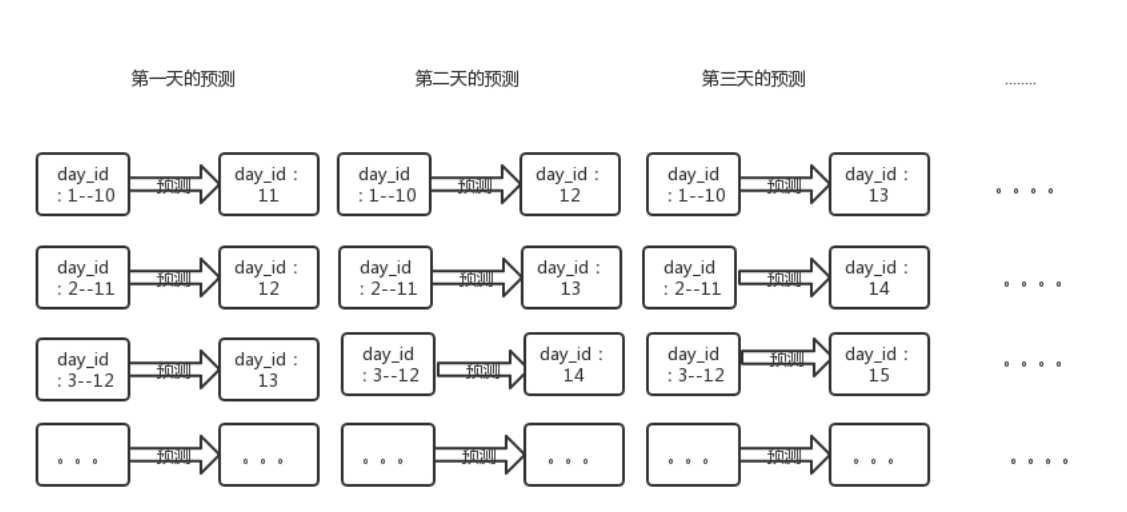 第一天的预测 第二天的预测 第三天的预测 ........
day_id 预测 day_id : day_id 预测 day_id : day_id 预测 day_id : 。。。。
: 1--10 11 : 1--10 12 : 1--10 13
day_id 预测 day_id : day_id 预测 day_id : day_id 预测 day_id : 。。。。
: 2--11 12 : 2--11 13 : 2--11 14
day_id 预测 day_id : day_id 预测 day_id : day_id 预测 day_id : 。。。。
: 3--12 13 : 3--12 14 : 3--12 15
。。。 预测 。。。 。。。 预测 。。。 。。。 预测 。。。 。。。。